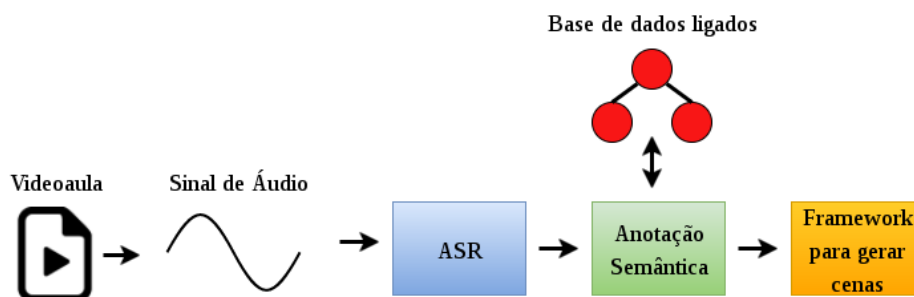 Base de dados ligados
Videoaula
Sinal de Áudio
ASR
Anotação
Semântica
Framework
para gerar
cenas